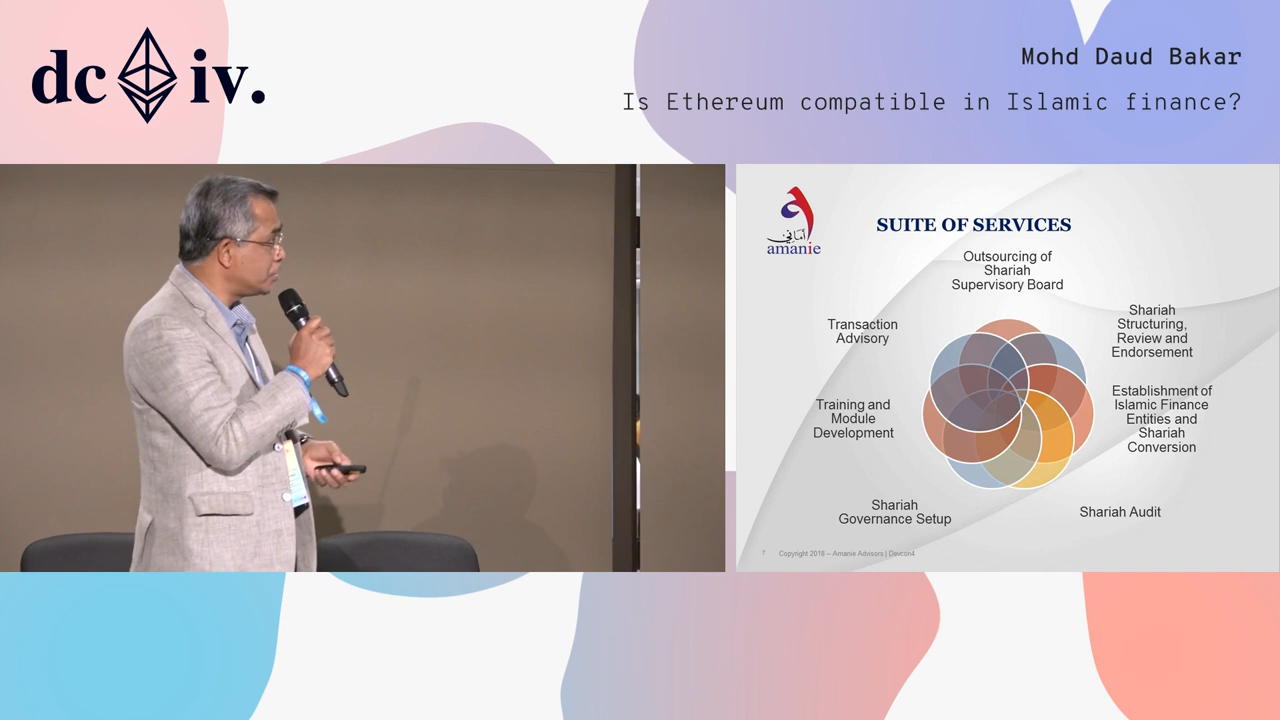 dc iv.
Mohd Daud Bakar
Is Ethereum compatible in Islamic finance?
أماني
amanie
SUITE OF SERVICES
Outsourcing of
Shariah
Supervisory Board
Shariah
Structuring,
Review and
Endorsement
Establishment of
Islamic Finance
Entities and
Shariah
Conversion
Shariah Audit
Shariah
Governance Setup
Training and
Module
Development
Transaction
Advisory
7 Copyright 2018 – Amanie Advisors | Devcon4